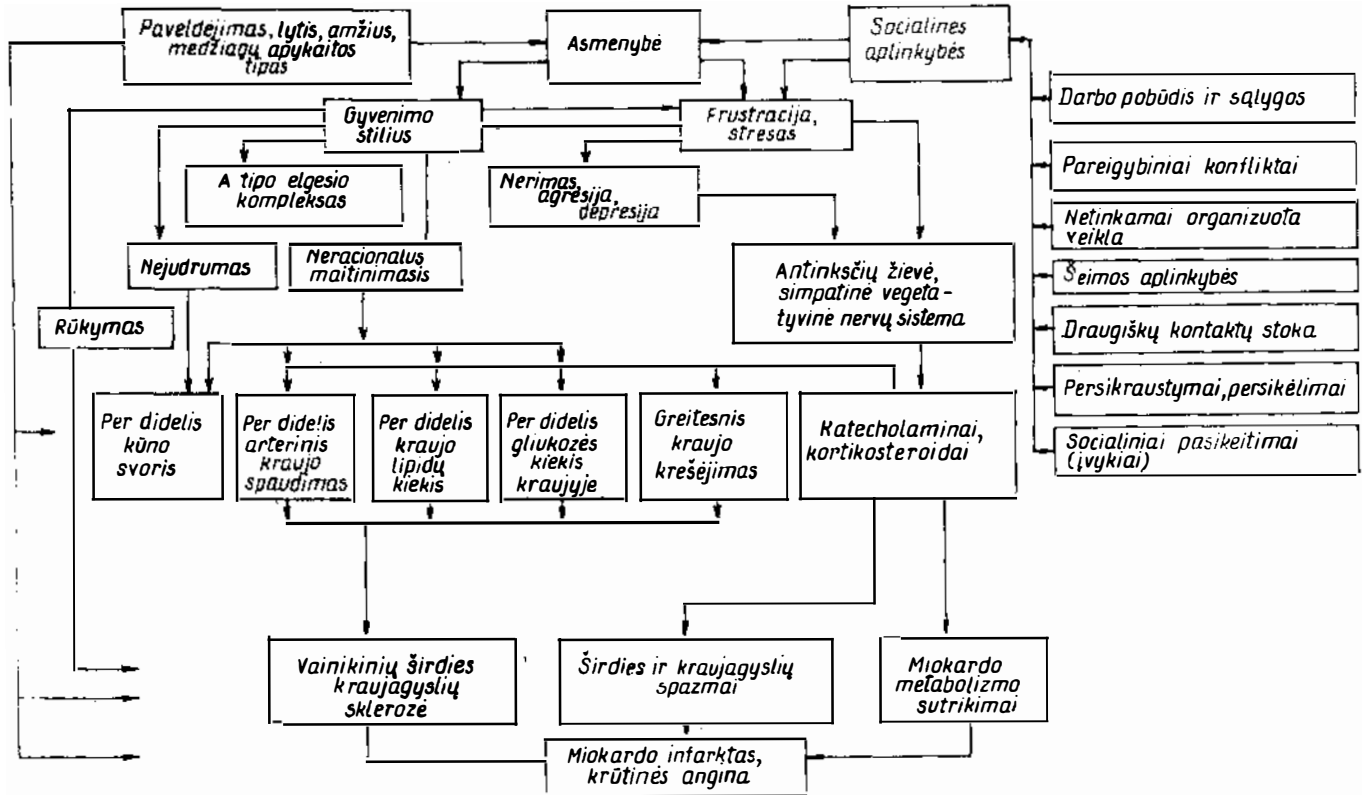 Paveldėjimas, lytis, amžius,
medžiagų apykaitos
tipas
Asmenybė
Socialinės
aplinkybės
Gyvenimo
stilius
Frustracija,
stresas
Darbo pobūdis ir sąlygos
Pareigybiniai konfliktai
Netinkamai organizuota
veikla
Šeimos aplinkybės
Draugiškų kontaktų stoka
Persikraustymai, persikėlimai
Socialiniai pasikeitimai
(įvykiai)
A tipo elgesio
kompleksas
Nerimas,
agresija,
depresija
Nejudrumas
Neracionalus
maitinimasis
Antinksčių žievė,
simpatinė vegeta-
tyvinė nervų sistema
Rūkymas
Per didelis
kūno
svoris
Per didelis
arterinis
kraujo
spaudimas
Per didelis
kraujo
lipidų
kiekis
Per didelis
gliukozės
kiekis
kraujyje
Greitesnis
kraujo
krešėjimas
Katecholaminai,
kortikosteroidai
Vainikinių širdies
kraujagyslių
sklerozė
Širdies ir kraujagyslių
spazmai
Miokardo
metabolizmo
sutrikimai
Miokardo infarktas,
krūtinės angina